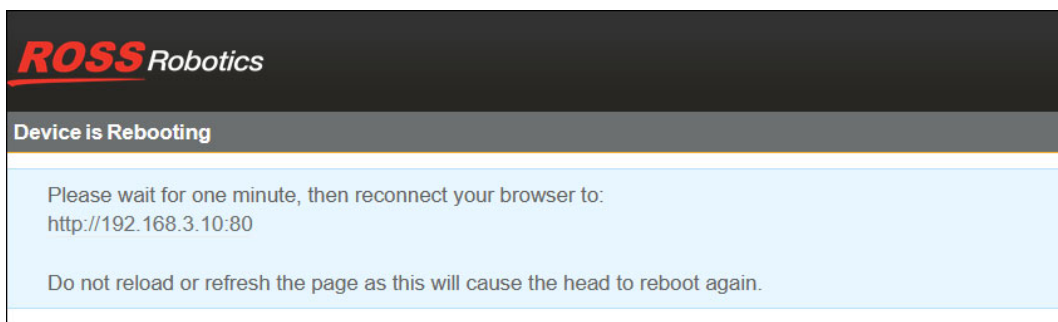 ROSS Robotics
Device is Rebooting
Please wait for one minute, then reconnect your browser to:
http://192.168.3.10:80
Do not reload or refresh the page as this will cause the head to reboot again.